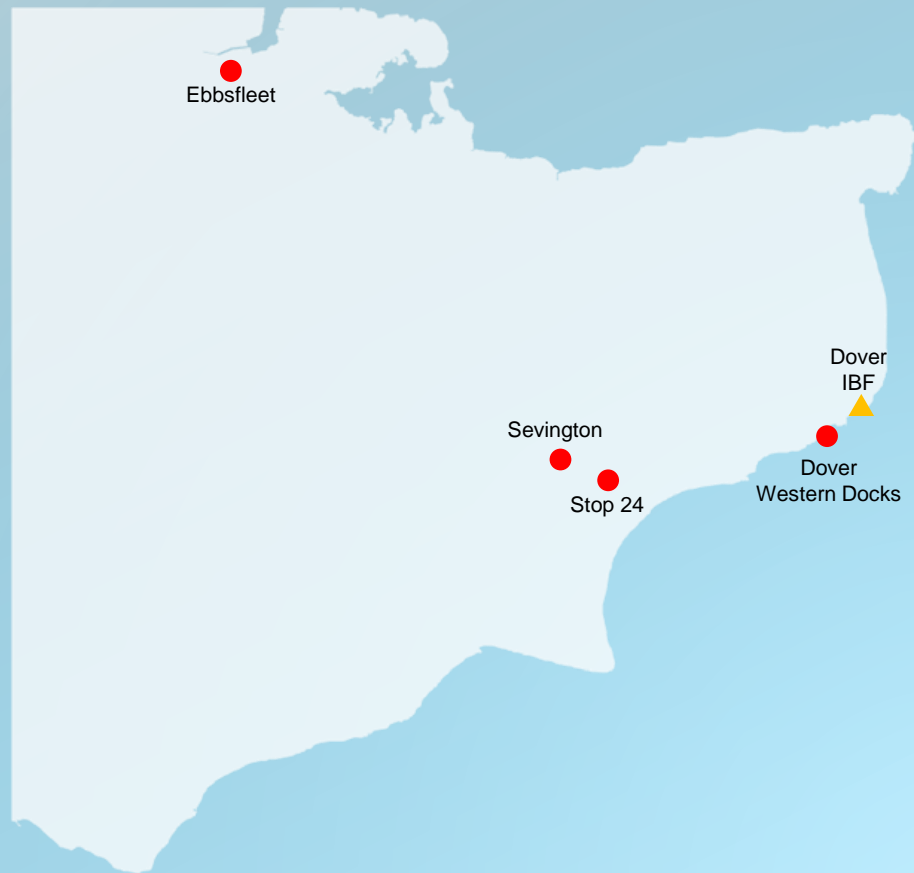 Ebbsfleet
Dover
IBF
Sevington
Stop 24
Dover
Western Docks